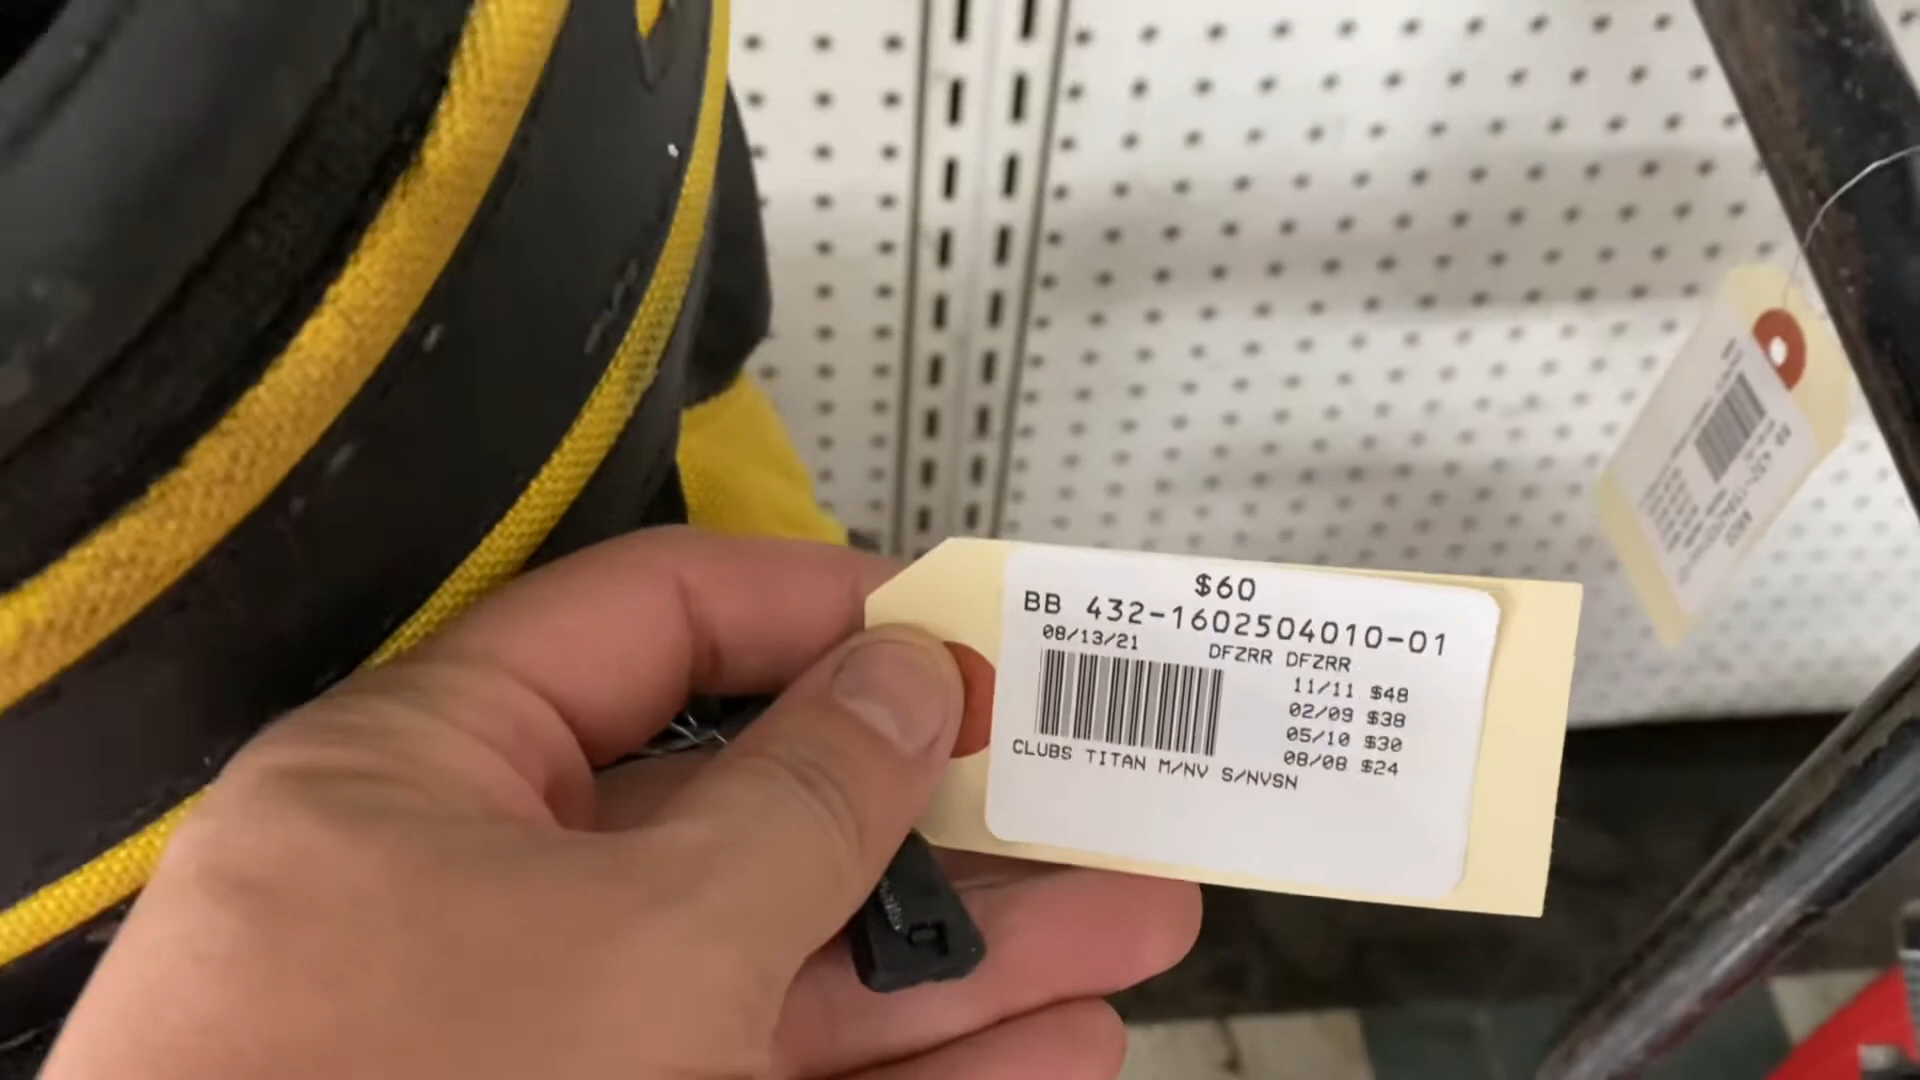 $60
BB 432-1602504010-01
08/13/21 DFZRR DFZRR
11/11 $48
02/09 $38
05/10 $30
08/08 $24
CLUBS TITAN M/NV S/NVSN